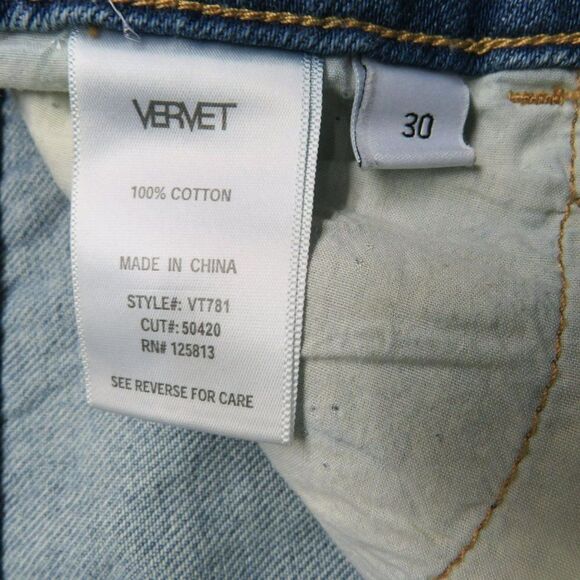 VERVET
30
100% COTTON
MADE IN CHINA
STYLE#: VT781
CUT#: 50420
RN# 125813
SEE REVERSE FOR CARE